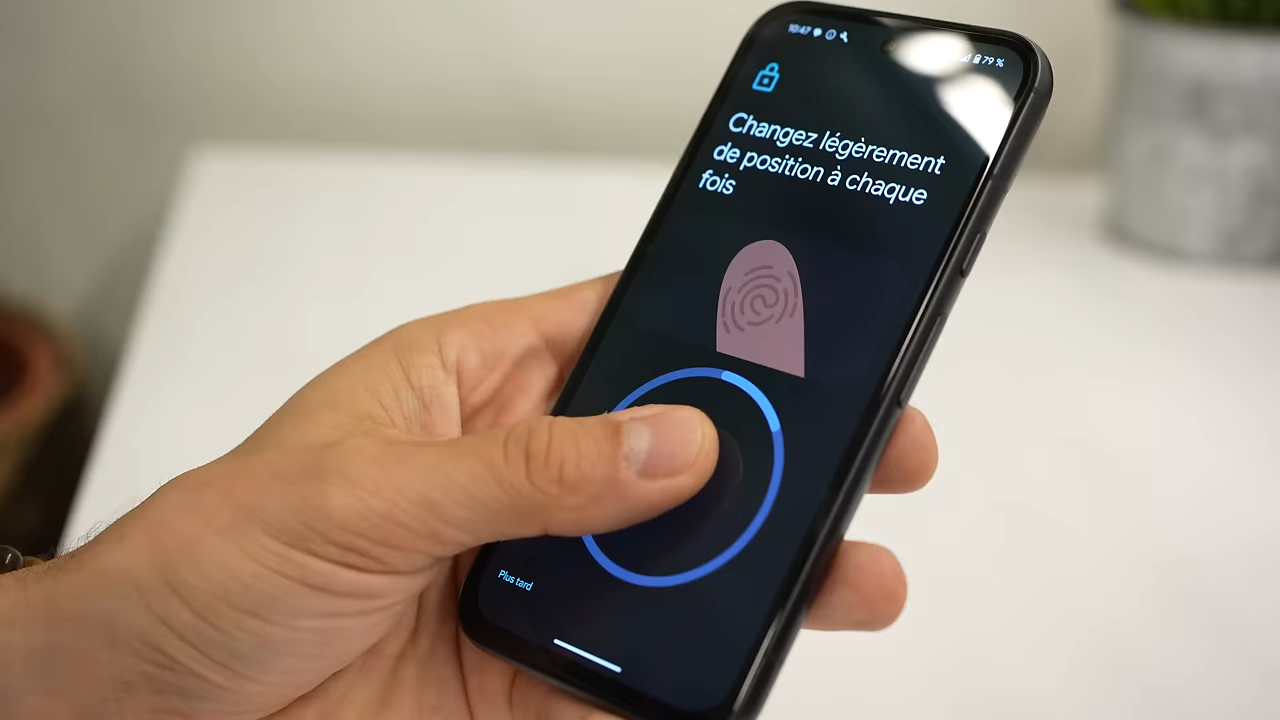 10:47
79 %
Changez légèrement
de position à chaque
fois
Plus tard